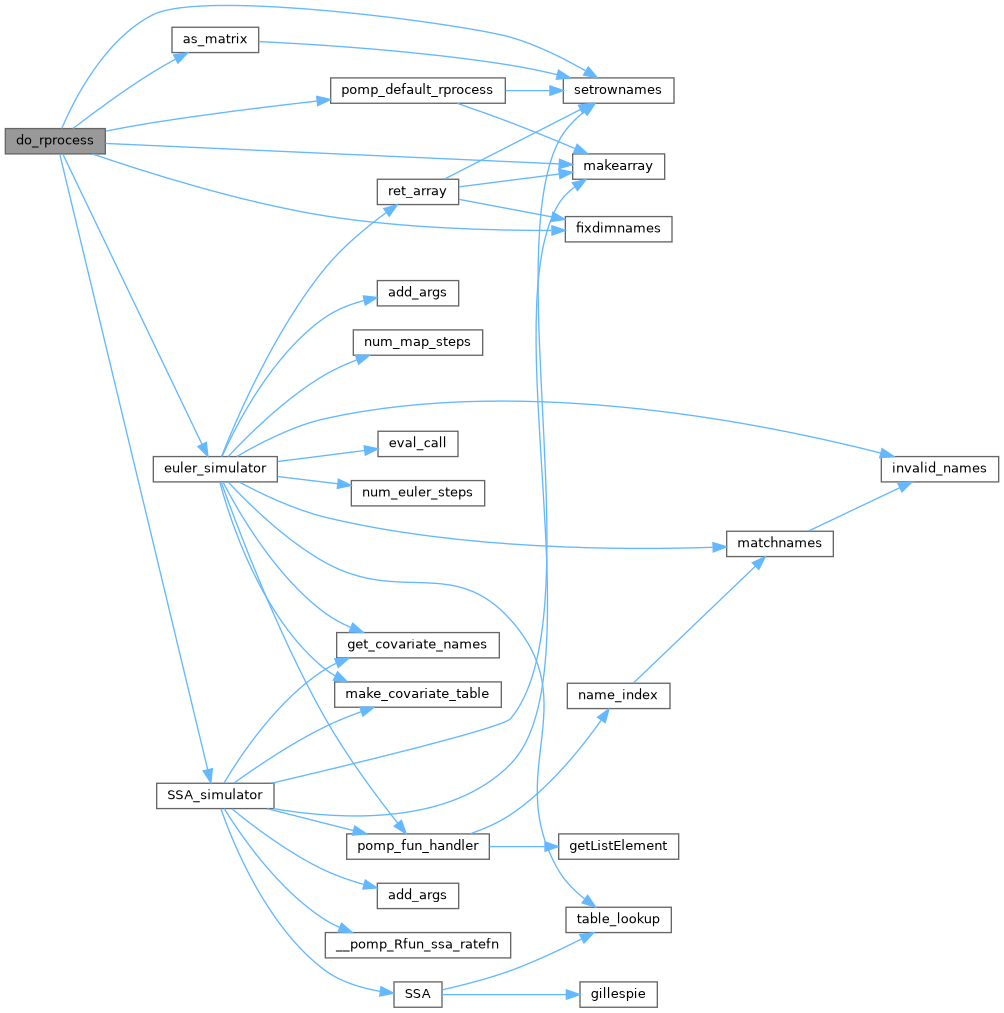 as_matrix
pomp_default_rprocess
setrownames
do_rprocess
makearray
ret_array
fixdimnames
add_args
num_map_steps
eval_call
euler_simulator
invalid_names
num_euler_steps
matchnames
get_covariate_names
make_covariate_table
name_index
SSA_simulator
pomp_fun_handler
getListElement
add_args
table_lookup
__pomp_Rfun_ssa_ratefn
SSA
gillespie